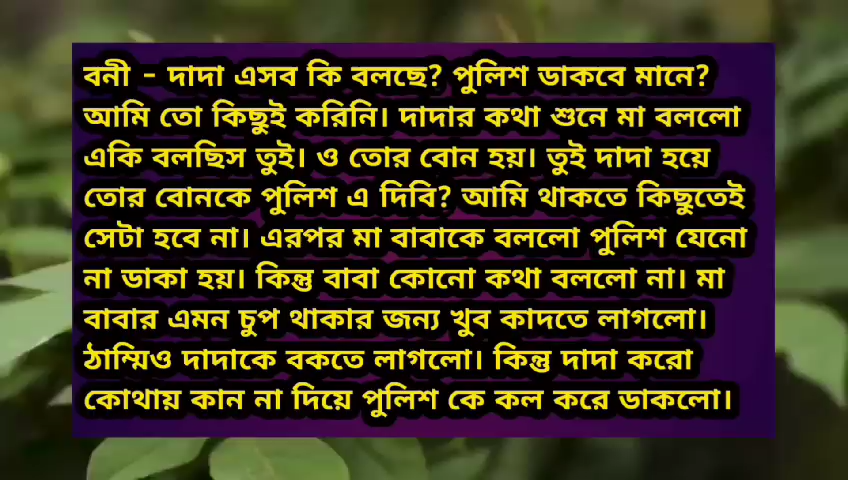 বনী - দাদা এসব কি বলছে? পুলিশ ডাকবে মানে?
আমি তো কিছুই করিনি। দাদার কথা শুনে মা বললো
একি বলছিস তুই। ও তোর বোন হয়। তুই দাদা হয়ে
তোর বোনকে পুলিশ এ দিবি? আমি থাকতে কিছুতেই
সেটা হবে না। এরপর মা বাবাকে বললো পুলিশ যেনো
না ডাকা হয়। কিন্তু বাবা কোনো কথা বললো না। মা
বাবার এমন চুপ থাকার জন্য খুব কাদতে লাগলো।
ঠাম্মিও দাদাকে বকতে লাগলো। কিন্তু দাদা করো
কোথায় কান না দিয়ে পুলিশ কে কল করে ডাকলো।